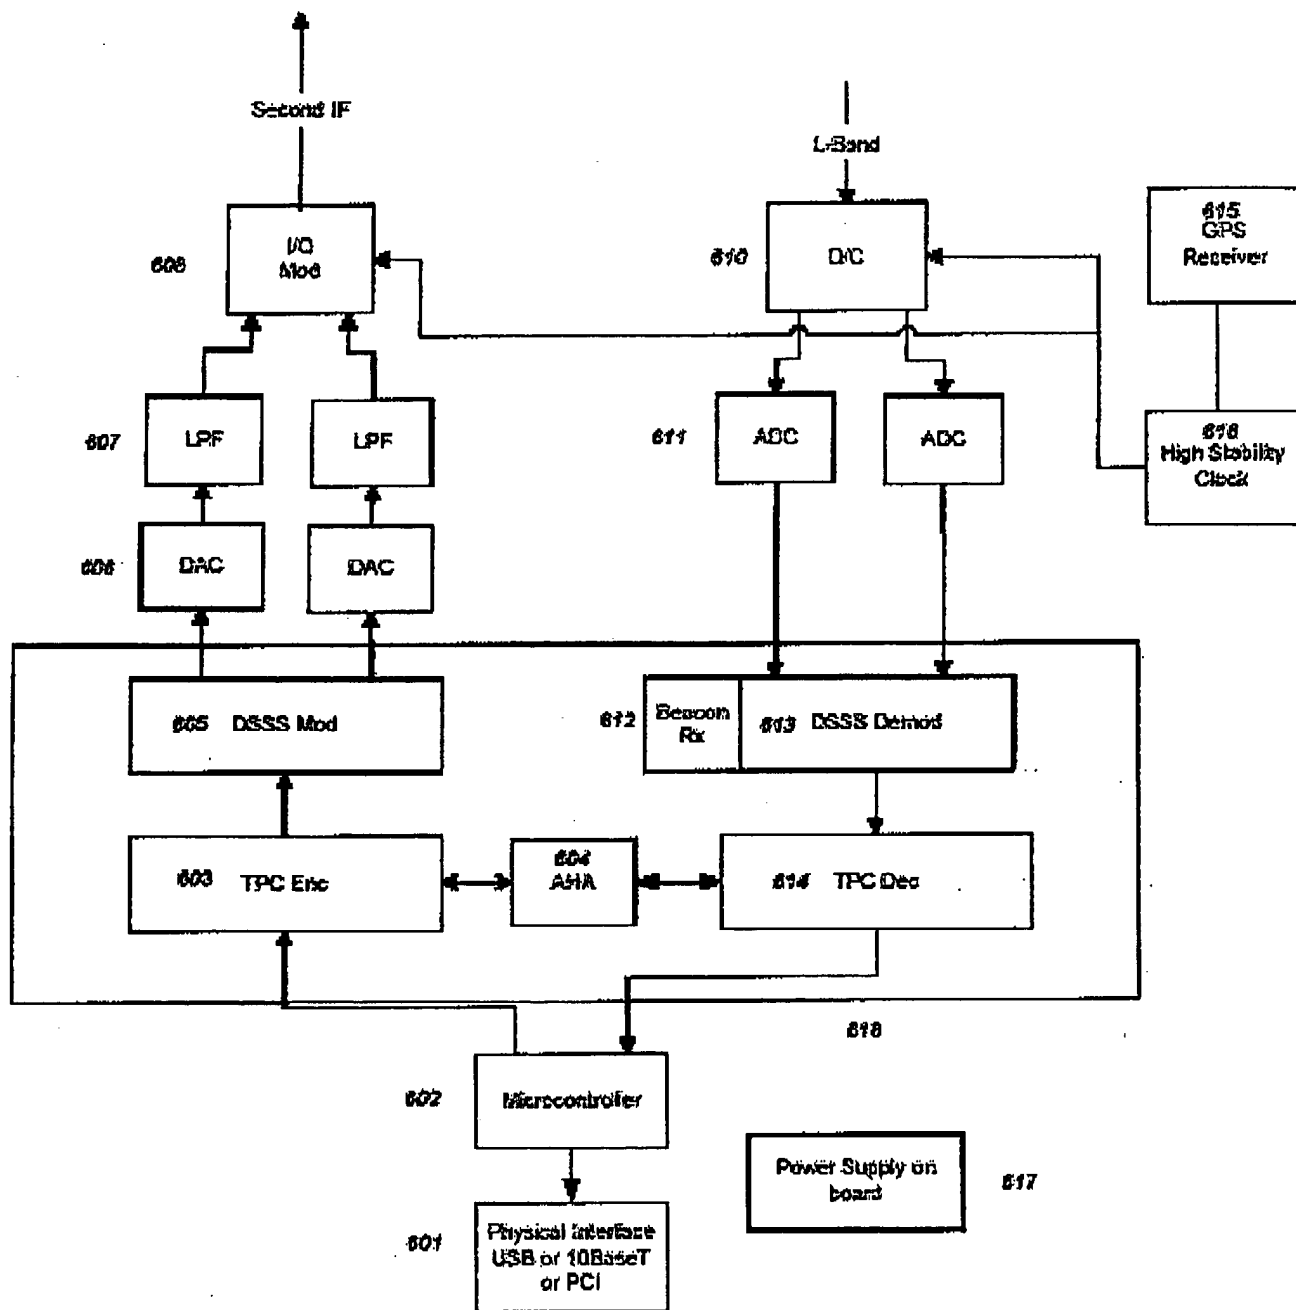 Second IF
L-Band
608
I/Q
Mod
610
D/C
615
GPS
Receiver
607
LPF
LPF
611
ADC
ADC
616
High Stability
Clock
606
DAC
DAC
605 DSSS Mod
612
Beacon
Rx
613 DSSS Demod
603 TPC Enc
604
AHA
614 TPC Dec
618
602
Microcontroller
Power Supply on
board
617
601
Physical Interface
USB or 10BaseT
or PCI